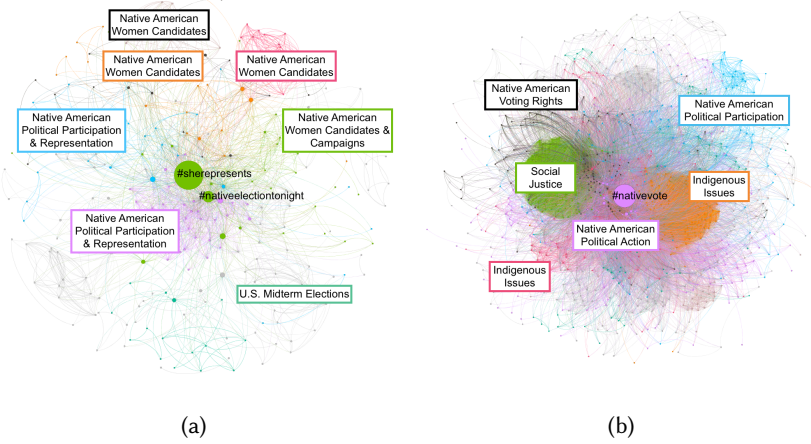 Native American
Women Candidates
Native American
Women Candidates
Native American
Women Candidates
Native American
Political Participation
& Representation
Native American
Women Candidates &
Campaigns
#sherepresents
#nativeelectiontonight
Native American
Political Participation
& Representation
U.S. Midterm Elections
(a)
Native American
Voting Rights
Native American
Political Participation
Social
Justice
Indigenous
Issues
#nativevote
Native American
Political Action
Indigenous
Issues
(b)